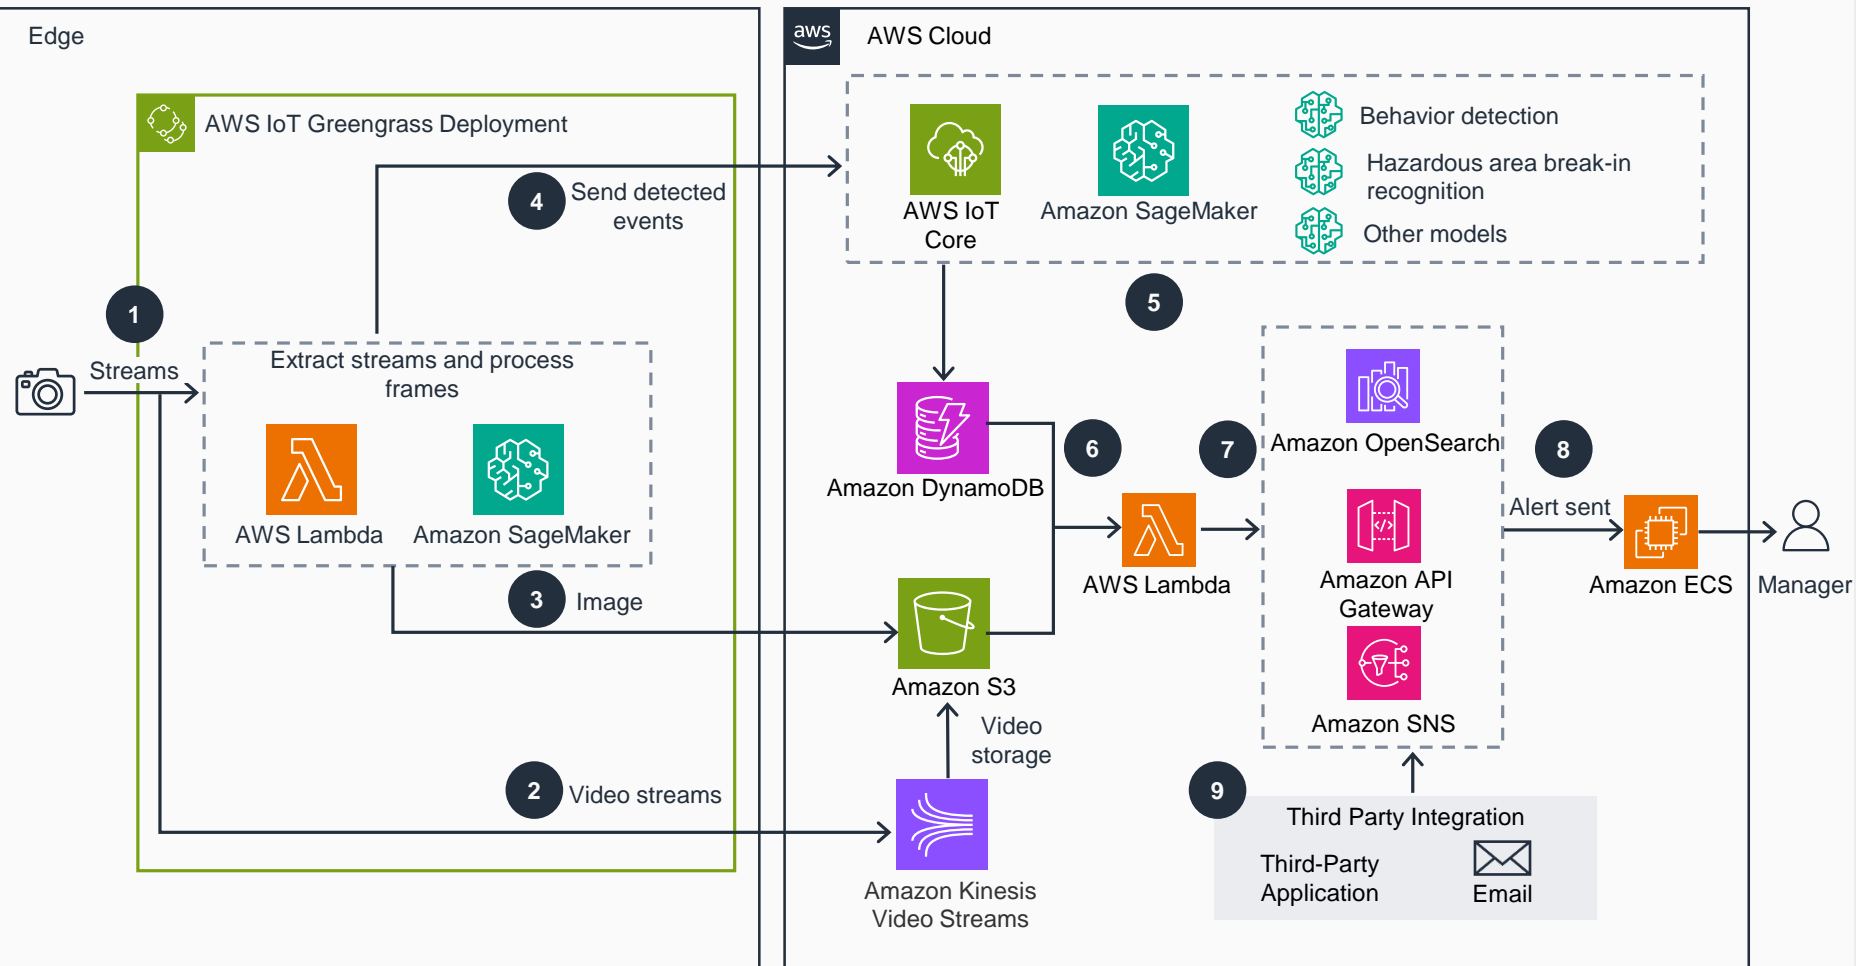 Edge
aws
AWS Cloud
AWS IoT Greengrass Deployment
4
Send detected
events
AWS IoT
Core
Amazon SageMaker
Behavior detection
Hazardous area break-in
recognition
Other models
5
1
Streams
Extract streams and process
frames
AWS Lambda
Amazon SageMaker
3
Image
2
Video streams
Amazon DynamoDB
6
Amazon S3
Video
storage
Amazon Kinesis
Video Streams
AWS Lambda
7
Amazon OpenSearch
</>
Amazon API
Gateway
Amazon SNS
8
Alert sent
Amazon ECS
Manager
9
Third Party Integration
Third-Party
Application
Email